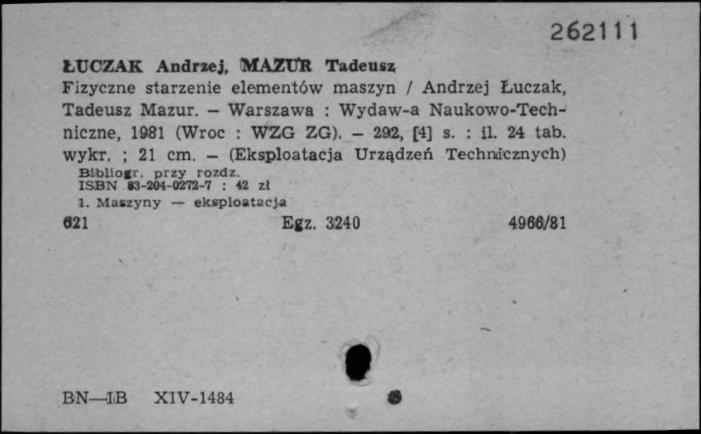 262111
ŁUCZAK Andrzej, MAZUR Tadeusz
Fizyczne starzenie elementów maszyn / Andrzej Łuczak,
Tadeusz Mazur. — Warszawa : Wydaw-a Naukowo-Tech-
niczne, 1981 (Wroc : WZG ZG). — 292, [4] s. : il. 24 tab.
wykr. ; 21 cm. — (Eksploatacja Urządzeń Technicznych)
Bibliogr. przy rozdz.
ISBN 83-204-0272-7 : 42 zł
1. Maszyny — eksploatacja
621 Egz. 3240 4966/81
BN—IB XIV-1484